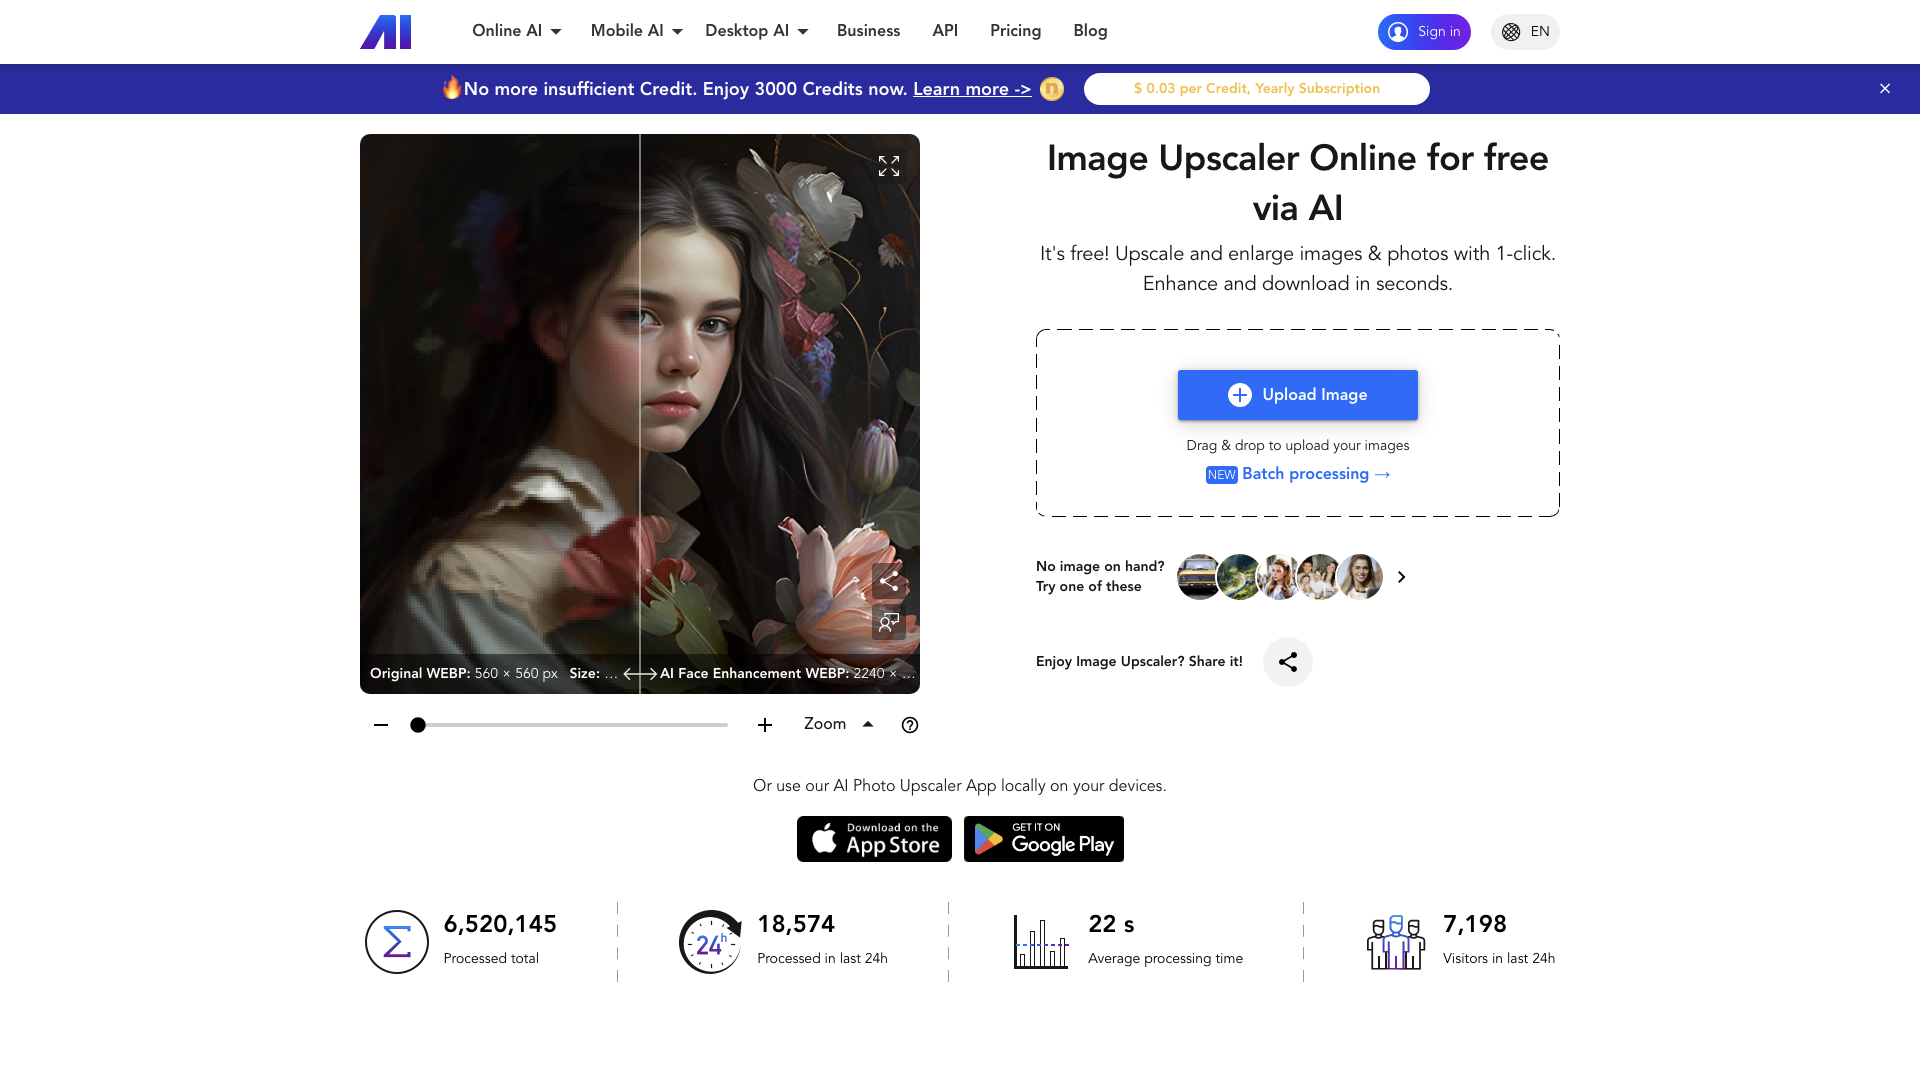 AI
Online AI
Mobile AI
Desktop AI
Business
API
Pricing
Blog
Sign in
EN
No more insufficient Credit. Enjoy 3000 Credits now. Learn more ->
n
$ 0.03 per Credit, Yearly Subscription
Image Upscaler Online for free
via AI
It's free! Upscale and enlarge images & photos with 1-click.
Enhance and download in seconds.
Upload Image
Drag & drop to upload your images
NEW Batch processing →
No image on hand?
Try one of these
Enjoy Image Upscaler? Share it!
Original WEBP: 560 × 560 px Size: ...
AI Face Enhancement WEBP: 2240 × ...
Zoom
Or use our AI Photo Upscaler App locally on your devices.
Download on the
App Store
GET IT ON
Google Play
6,520,145
Processed total
24h
18,574
Processed in last 24h
22 s
Average processing time
7,198
Visitors in last 24h